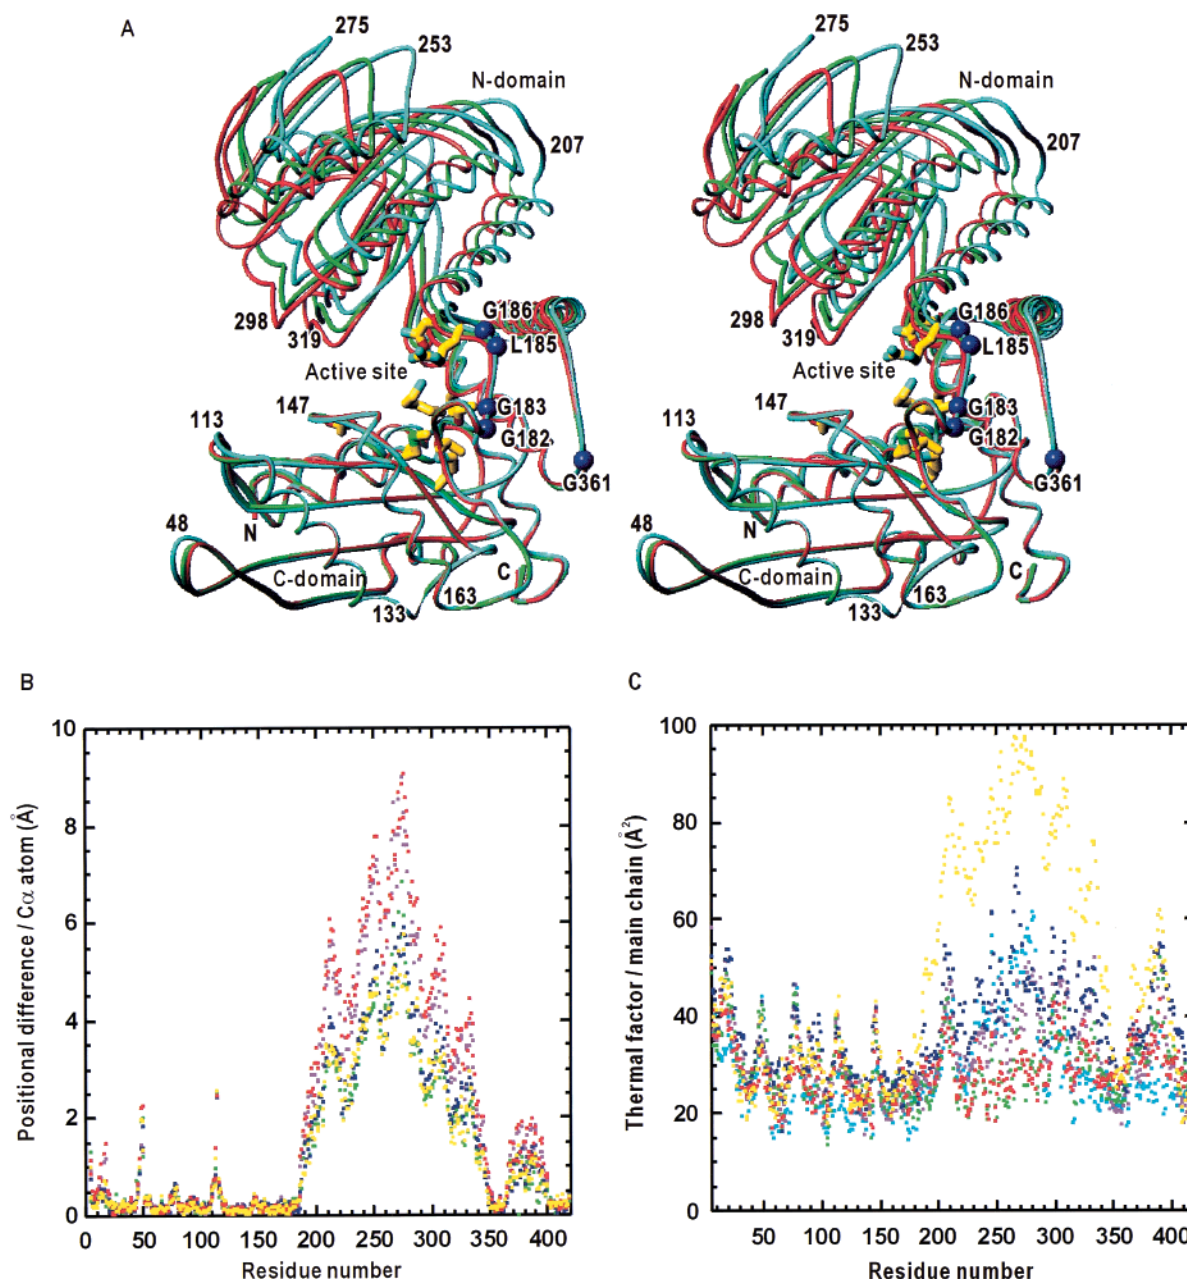 A
275
253
N-domain
207
298
319
G186
L185
Active site
147
G183
113
G182
G361
N
48
C-domain
C
133
163
275
253
N-domain
207
298
319
G186
L185
Active site
147
G183
113
G182
G361
N
48
C-domain
C
133
163
B
Positional difference / Cα atom (Å)
10
8
6
4
2
0
0 50 100 150 200 250 300 350 400
Residue number
C
Thermal factor / main chain (Å²)
100
80
60
40
20
0
50 100 150 200 250 300 350 400
Residue number